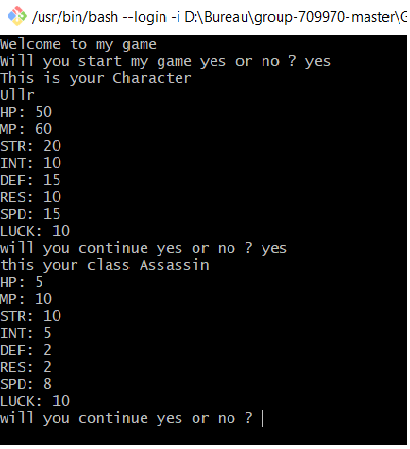 /usr/bin/bash --login -i D:\Bureau\group-709970-master\G
Welcome to my game
Will you start my game yes or no ? yes
This is your Character
Ullr
HP: 50
MP: 60
STR: 20
INT: 10
DEF: 15
RES: 10
SPD: 15
LUCK: 10
will you continue yes or no ? yes
this your class Assassin
HP: 5
MP: 10
STR: 10
INT: 5
DEF: 2
RES: 2
SPD: 8
LUCK: 10
will you continue yes or no ?